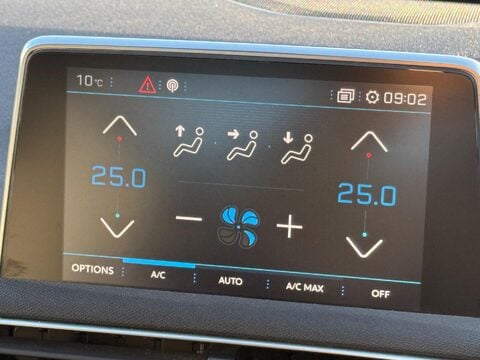 10°C 09:02
25.0 25.0
OPTIONS A/C AUTO A/C MAX OFF